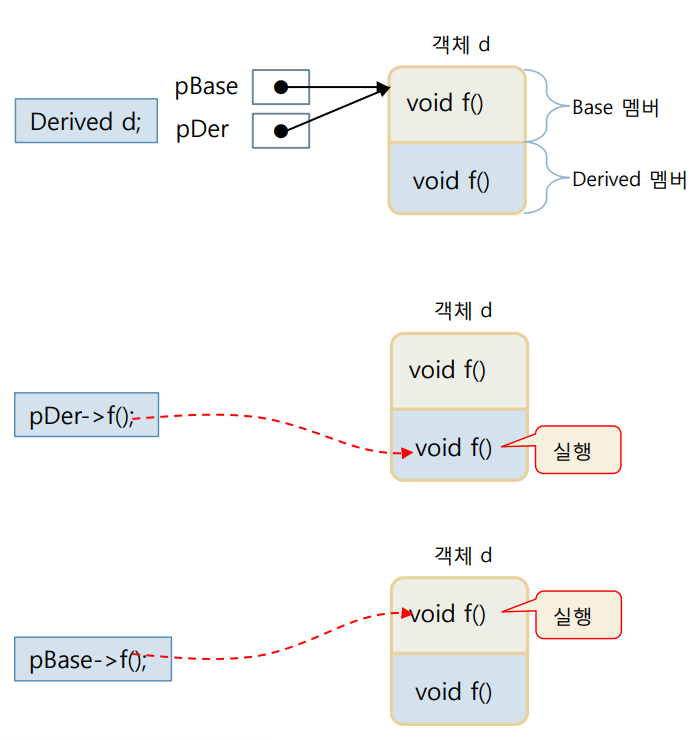 객체 d
pBase
void f()
Base 멤버
Derived d;
pDer
void f()
Derived 멤버
객체 d
void f()
pDer->f();
void f()
실행
객체 d
void f()
실행
pBase->f();
void f()